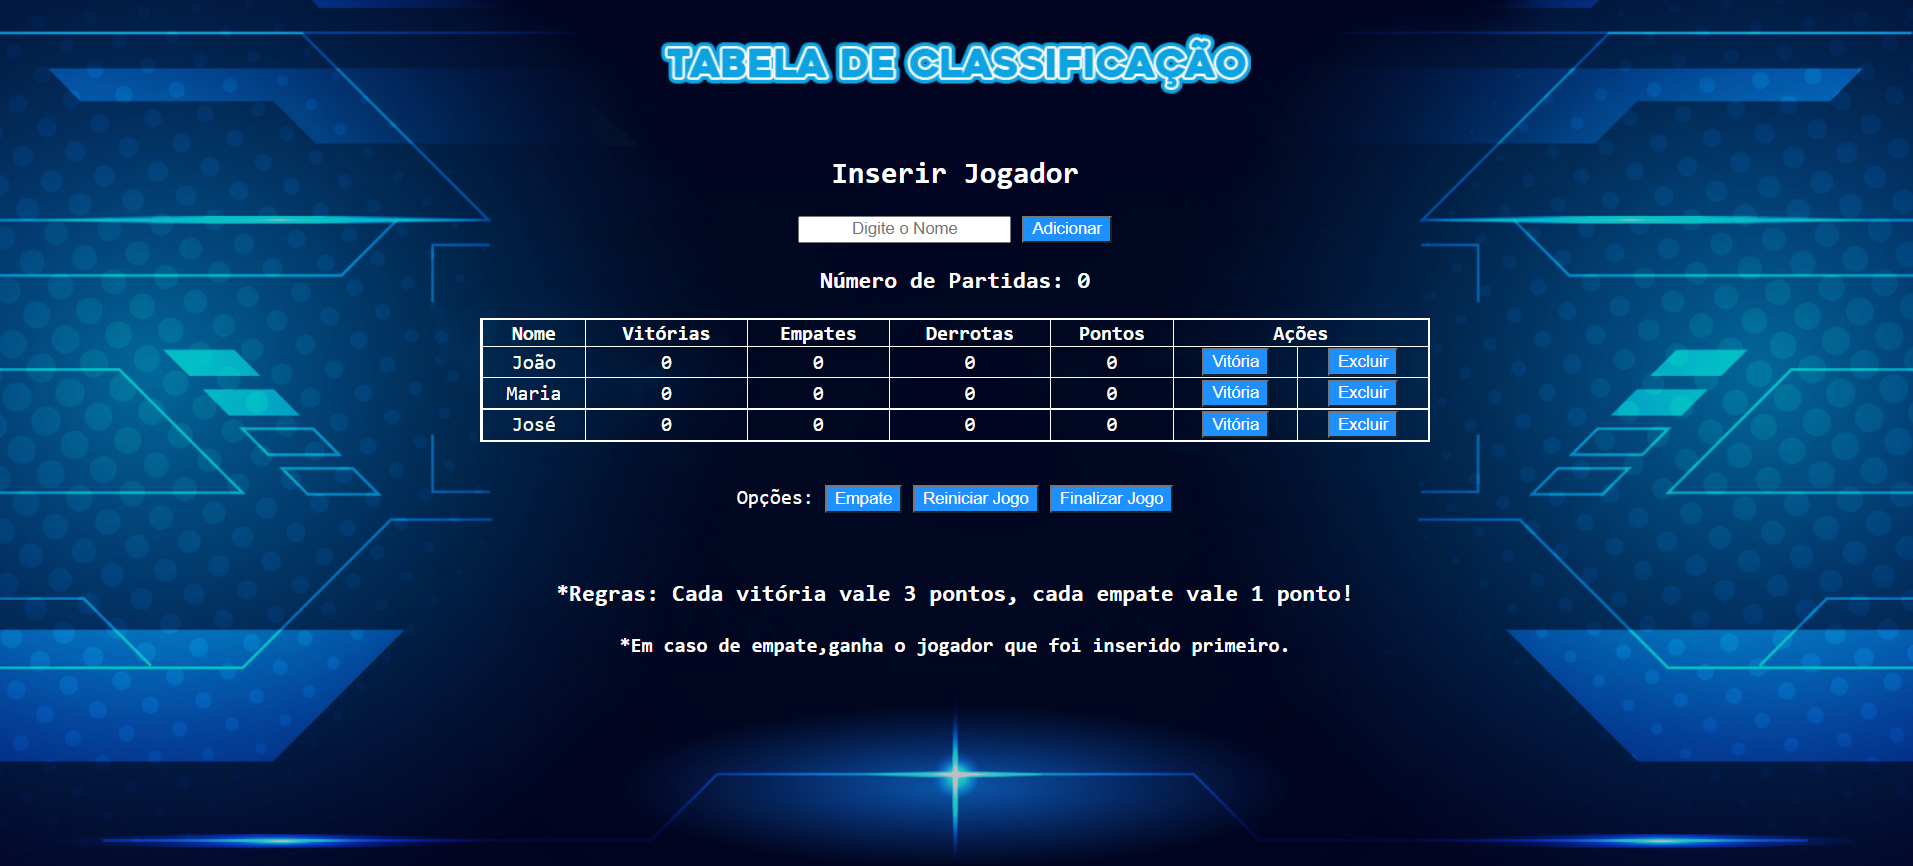 TABELA DE CLASSIFICAÇÃO
Inserir Jogador
Digite o Nome Adicionar
Número de Partidas: 0
Nome Vitórias Empates Derrotas Pontos Ações
João 0 0 0 0 Vitória Excluir
Maria 0 0 0 0 Vitória Excluir
José 0 0 0 0 Vitória Excluir
Opções: Empate Reiniciar Jogo Finalizar Jogo
*Regras: Cada vitória vale 3 pontos, cada empate vale 1 ponto!
*Em caso de empate,ganha o jogador que foi inserido primeiro.